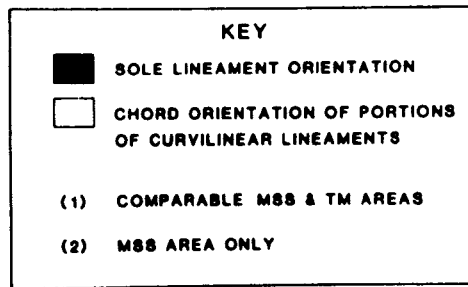 KEY
SOLE LINEAMENT ORIENTATION
CHORD ORIENTATION OF PORTIONS
OF CURVILINEAR LINEAMENTS
(1) COMPARABLE MSS & TM AREAS
(2) MSS AREA ONLY